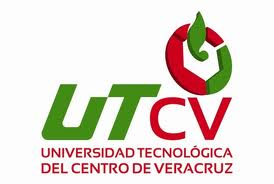 UTCV
UNIVERSIDAD TECNOLÓGICA
DEL CENTRO DE VERACRUZ